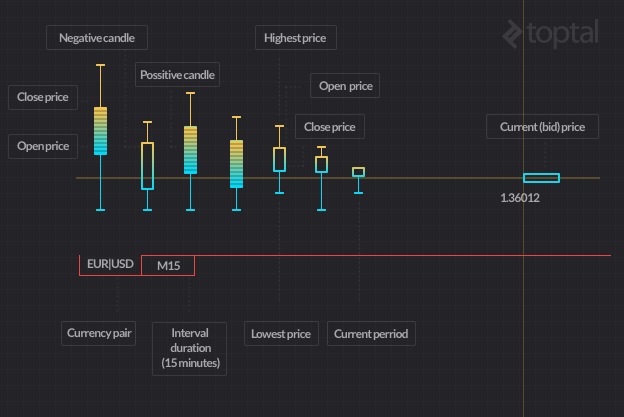 toptal
Negative candle
Highest price
Possitive candle
Open price
Close price
Close price
Current (bid) price
Open price
1.36012
EUR|USD
M15
Currency pair
Interval
duration
(15 minutes)
Lowest price
Current perriod